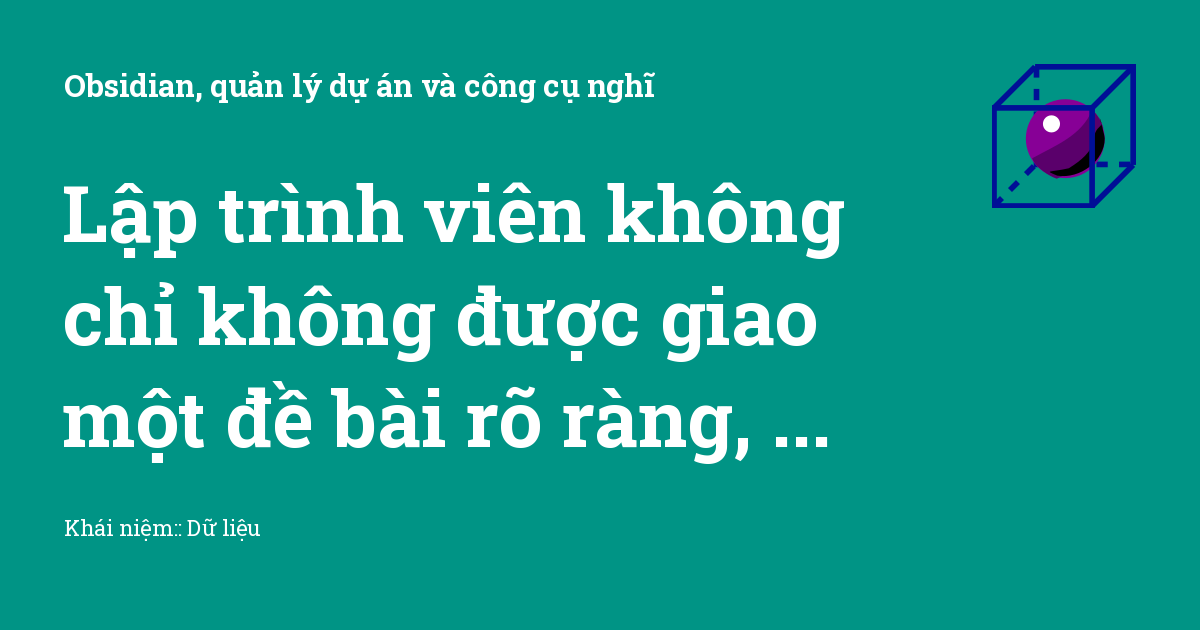 Obsidian, quản lý dự án và công cụ nghĩ
Lập trình viên không
chỉ không được giao
một đề bài rõ ràng, ...
Khái niệm:: Dữ liệu